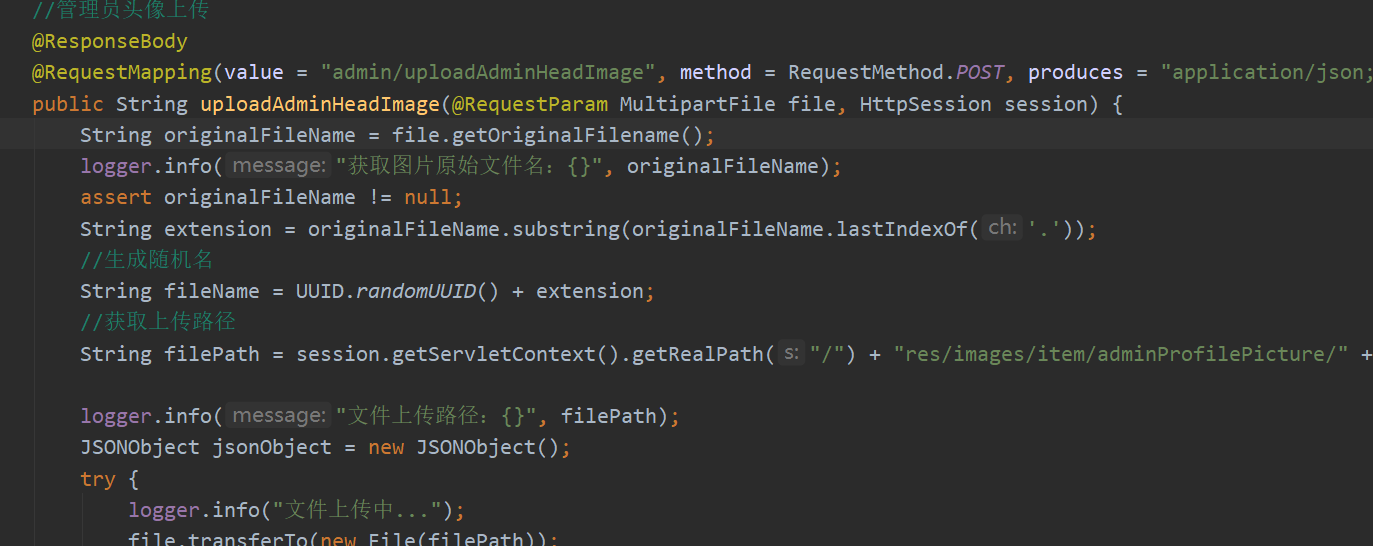 //管理员头像上传
@ResponseBody
@RequestMapping(value = "admin/uploadAdminHeadImage", method = RequestMethod.POST, produces = "application/json;
public String uploadAdminHeadImage(@RequestParam MultipartFile file, HttpSession session) {
String originalFileName = file.getOriginalFilename();
logger.info( message: "获取图片原始文件名：{}", originalFileName);
assert originalFileName != null;
String extension = originalFileName.substring(originalFileName.lastIndexOf( ch: '.'));
//生成随机名
String fileName = UUID.randomUUID() + extension;
//获取上传路径
String filePath = session.getServletContext().getRealPath( s: "/") + "res/images/item/adminProfilePicture/" +
logger.info( message: "文件上传路径：{}", filePath);
JSONObject jsonObject = new JSONObject();
try {
logger.info("文件上传中...");
file.transferTo(new File(filePath));